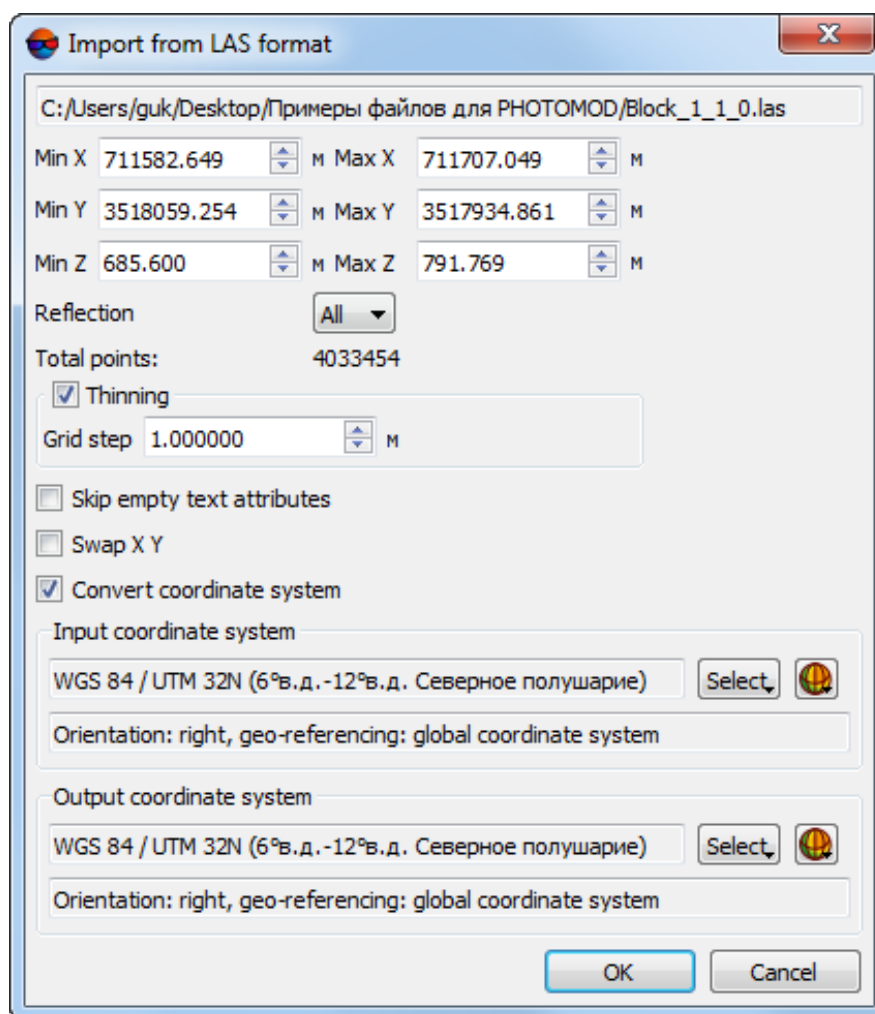 Import from LAS format
C:/Users/guk/Desktop/Примеры файлов для PHOTOMOD/Block_1_1_0.las
Min X 711582.649 м Max X 711707.049 м
Min Y 3518059.254 м Max Y 3517934.861 м
Min Z 685.600 м Max Z 791.769 м
Reflection All
Total points: 4033454
Thinning
Grid step 1.000000 м
Skip empty text attributes
Swap X Y
Convert coordinate system
Input coordinate system
WGS 84 / UTM 32N (6°в.д.-12°в.д. Северное полушарие) Select
Orientation: right, geo-referencing: global coordinate system
Output coordinate system
WGS 84 / UTM 32N (6°в.д.-12°в.д. Северное полушарие) Select
Orientation: right, geo-referencing: global coordinate system
OK Cancel